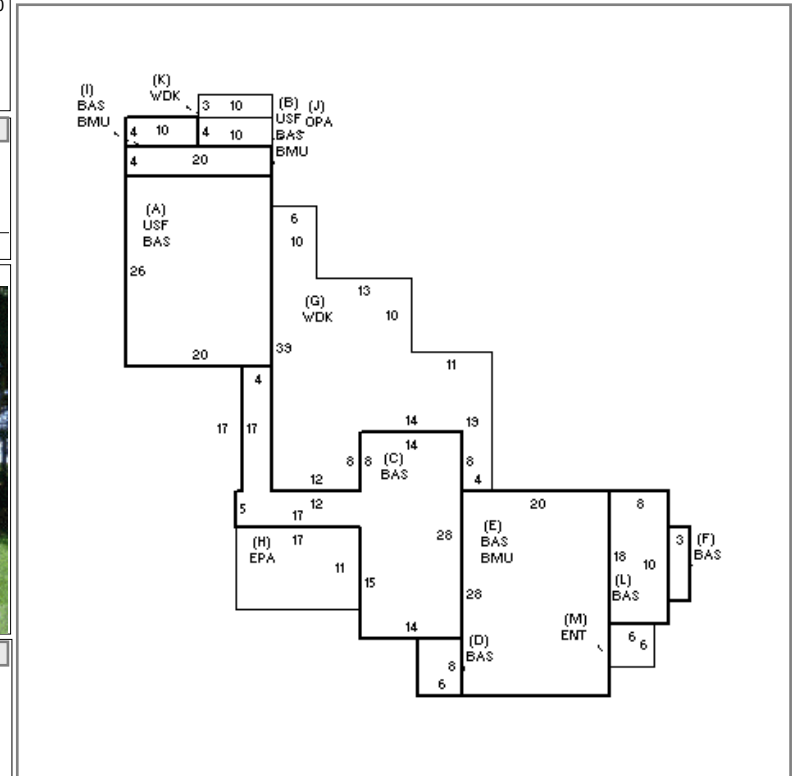 (K)
WDK
(I)
BAS
BMU
3 10
(B)
USF
BAS
BMU
(J)
OPA
4 10
4 10
4 20
(A)
USF
BAS
6
10
26
13
(G)
WDK
10
39
20
11
4
17 17
14
19
14
8 8
(C)
BAS
8
12
4
12
5
17
20
8
(H)
EPA
17
28
(E)
BAS
BMU
3
(F)
BAS
11
15
18
10
28
(L)
BAS
14
(M)
ENT
6
6
(D)
BAS
8
6